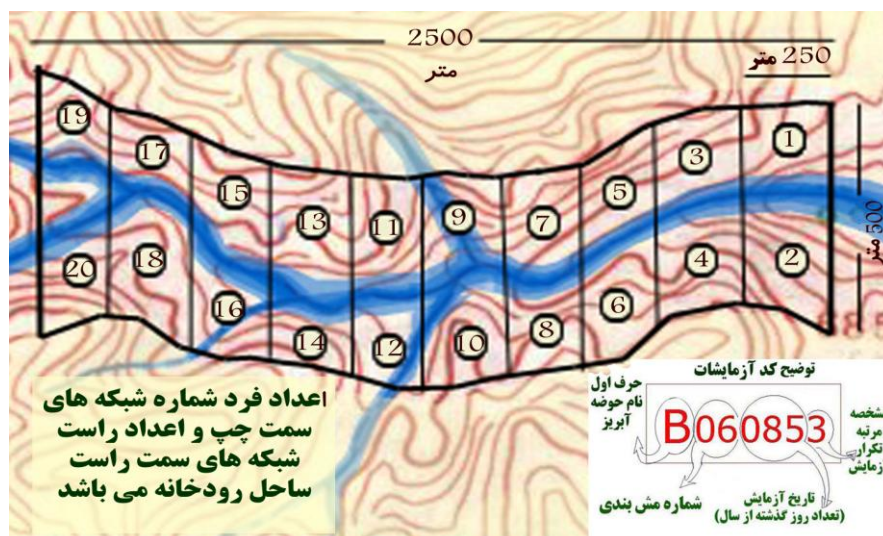 2500
متر
250 متر
19
17
15
13
11
9
7
5
3
1
20
18
16
14
12
10
8
6
4
2
500 متر
اعداد فرد شماره شبکه های
سمت چپ و اعداد راست
شبکه های سمت راست
ساحل رودخانه می باشد
توضیح کد آزمایشات
حرف اول
نام حوضه
آبریز
B060853
شخصه
مرتبه
تکرار
زمایش
شماره مش بندی
تاریخ آزمایش
(تعداد روز گذشته از سال)